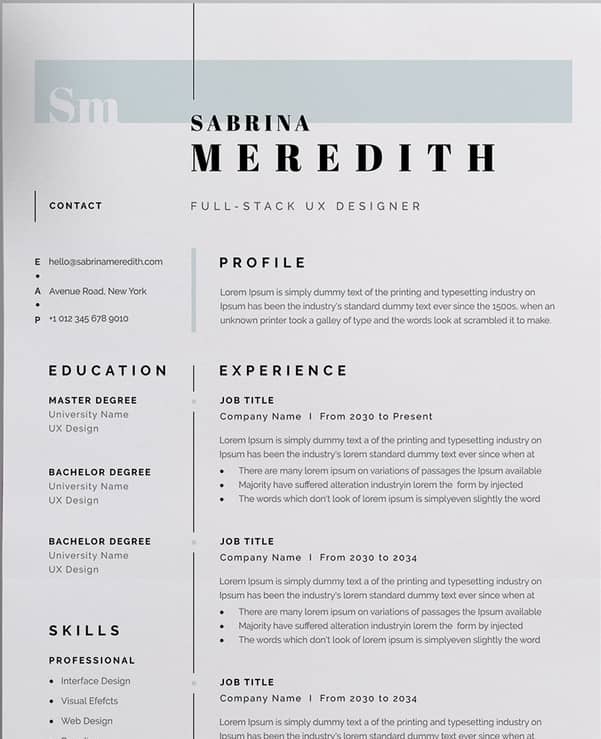 Sm
SABRINA
MEREDITH
FULL-STACK UX DESIGNER
CONTACT
E hello@sabrinameredith.com
A Avenue Road, New York
P +1 012 345 678 9010
EDUCATION
MASTER DEGREE
University Name
UX Design
BACHELOR DEGREE
University Name
UX Design
BACHELOR DEGREE
University Name
UX Design
SKILLS
PROFESSIONAL
• Interface Design
• Visual Efefcts
• Web Design
PROFILE
Lorem Ipsum is simply dummy text of the printing and typesetting industry on
Ipsum has been the industry's standard dummy text ever since the 1500s, when an
unknown printer took a galley of type and the words look at scrambled it to make.
EXPERIENCE
JOB TITLE
Company Name I From 2030 to Present
Lorem Ipsum is simply dummy text a of the printing and typesetting industry on
Ipsum has been the industry's lorem standard dummy text ever since when at
• There are many lorem ipsum on variations of passages the Ipsum available
• Majority have suffered alteration industryin lorem the form by injected
• The words which don't look of lorem ipsum is simplyeven slightly the word
JOB TITLE
Company Name I From 2030 to 2034
Lorem Ipsum is simply dummy text a of the printing and typesetting industry on
Ipsum has been the industry's lorem standard dummy text ever since when at
• There are many lorem ipsum on variations of passages the Ipsum available
• Majority have suffered alteration industryin lorem the form by injected
• The words which don't look of lorem ipsum is simplyeven slightly the word
JOB TITLE
Company Name I From 2030 to 2034
Lorem Ipsum is simply dummy text a of the printing and typesetting industry on
Ipsum has been the industry's lorem standard dummy text ever since when at